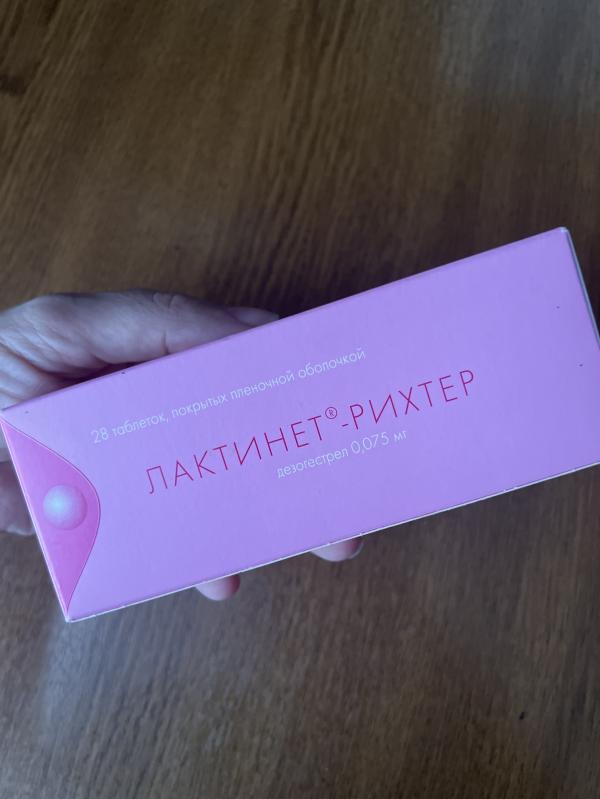 28 таблеток, покрытых пленочной оболочкой
ЛАКТИНЕТ®-РИХТЕР
дезогестрел 0,075 мг